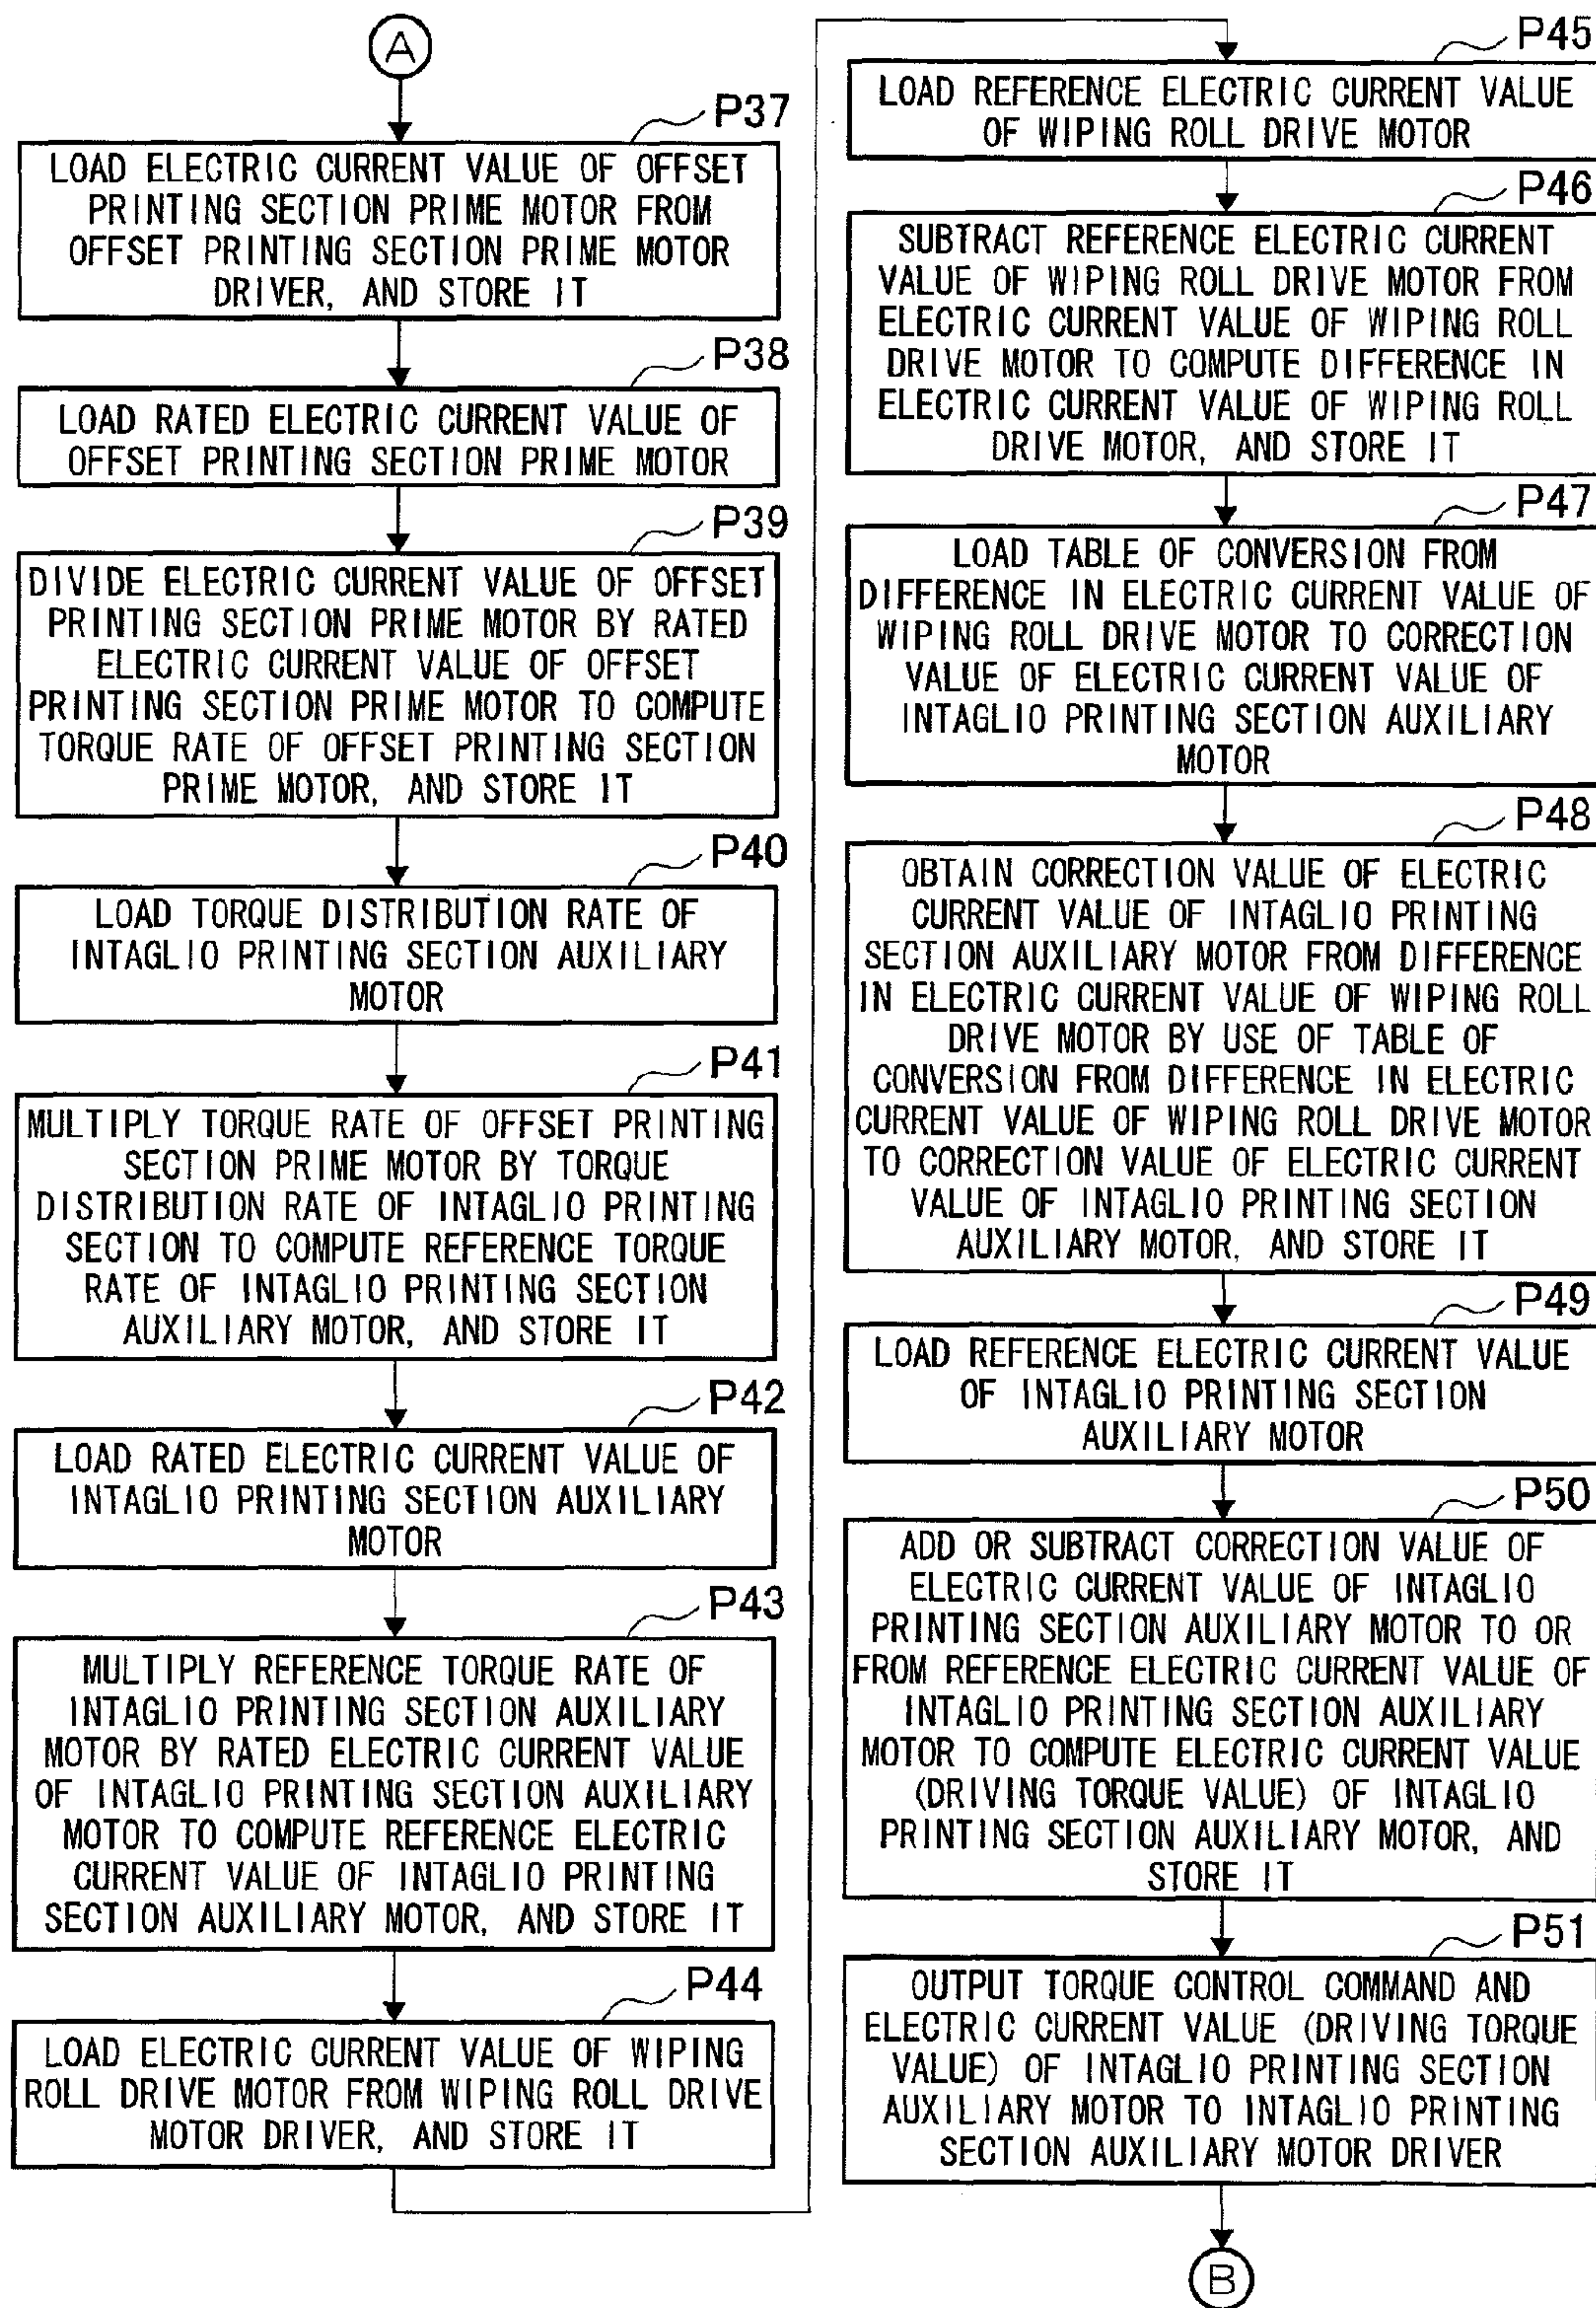 A
P37
LOAD ELECTRIC CURRENT VALUE OF OFFSET
PRINTING SECTION PRIME MOTOR FROM
OFFSET PRINTING SECTION PRIME MOTOR
DRIVER, AND STORE IT
P38
LOAD RATED ELECTRIC CURRENT VALUE OF
OFFSET PRINTING SECTION PRIME MOTOR
P39
DIVIDE ELECTRIC CURRENT VALUE OF OFFSET
PRINTING SECTION PRIME MOTOR BY RATED
ELECTRIC CURRENT VALUE OF OFFSET
PRINTING SECTION PRIME MOTOR TO COMPUTE
TORQUE RATE OF OFFSET PRINTING SECTION
PRIME MOTOR, AND STORE IT
P40
LOAD TORQUE DISTRIBUTION RATE OF
INTAGLIO PRINTING SECTION AUXILIARY
MOTOR
P41
MULTIPLY TORQUE RATE OF OFFSET PRINTING
SECTION PRIME MOTOR BY TORQUE
DISTRIBUTION RATE OF INTAGLIO PRINTING
SECTION TO COMPUTE REFERENCE TORQUE
RATE OF INTAGLIO PRINTING SECTION
AUXILIARY MOTOR, AND STORE IT
P42
LOAD RATED ELECTRIC CURRENT VALUE OF
INTAGLIO PRINTING SECTION AUXILIARY
MOTOR
P43
MULTIPLY REFERENCE TORQUE RATE OF
INTAGLIO PRINTING SECTION AUXILIARY
MOTOR BY RATED ELECTRIC CURRENT VALUE
OF INTAGLIO PRINTING SECTION AUXILIARY
MOTOR TO COMPUTE REFERENCE ELECTRIC
CURRENT VALUE OF INTAGLIO PRINTING
SECTION AUXILIARY MOTOR, AND STORE IT
P44
LOAD ELECTRIC CURRENT VALUE OF WIPING
ROLL DRIVE MOTOR FROM WIPING ROLL DRIVE
MOTOR DRIVER, AND STORE IT
P45
LOAD REFERENCE ELECTRIC CURRENT VALUE
OF WIPING ROLL DRIVE MOTOR
P46
SUBTRACT REFERENCE ELECTRIC CURRENT
VALUE OF WIPING ROLL DRIVE MOTOR FROM
ELECTRIC CURRENT VALUE OF WIPING ROLL
DRIVE MOTOR TO COMPUTE DIFFERENCE IN
ELECTRIC CURRENT VALUE OF WIPING ROLL
DRIVE MOTOR, AND STORE IT
P47
LOAD TABLE OF CONVERSION FROM
DIFFERENCE IN ELECTRIC CURRENT VALUE OF
WIPING ROLL DRIVE MOTOR TO CORRECTION
VALUE OF ELECTRIC CURRENT VALUE OF
INTAGLIO PRINTING SECTION AUXILIARY
MOTOR
P48
OBTAIN CORRECTION VALUE OF ELECTRIC
CURRENT VALUE OF INTAGLIO PRINTING
SECTION AUXILIARY MOTOR FROM DIFFERENCE
IN ELECTRIC CURRENT VALUE OF WIPING ROLL
DRIVE MOTOR BY USE OF TABLE OF
CONVERSION FROM DIFFERENCE IN ELECTRIC
CURRENT VALUE OF WIPING ROLL DRIVE MOTOR
TO CORRECTION VALUE OF ELECTRIC CURRENT
VALUE OF INTAGLIO PRINTING SECTION
AUXILIARY MOTOR, AND STORE IT
P49
LOAD REFERENCE ELECTRIC CURRENT VALUE
OF INTAGLIO PRINTING SECTION
AUXILIARY MOTOR
P50
ADD OR SUBTRACT CORRECTION VALUE OF
ELECTRIC CURRENT VALUE OF INTAGLIO
PRINTING SECTION AUXILIARY MOTOR TO OR
FROM REFERENCE ELECTRIC CURRENT VALUE OF
INTAGLIO PRINTING SECTION AUXILIARY
MOTOR TO COMPUTE ELECTRIC CURRENT VALUE
(DRIVING TORQUE VALUE) OF INTAGLIO
PRINTING SECTION AUXILIARY MOTOR, AND
STORE IT
P51
OUTPUT TORQUE CONTROL COMMAND AND
ELECTRIC CURRENT VALUE (DRIVING TORQUE
VALUE) OF INTAGLIO PRINTING SECTION
AUXILIARY MOTOR TO INTAGLIO PRINTING
SECTION AUXILIARY MOTOR DRIVER
B